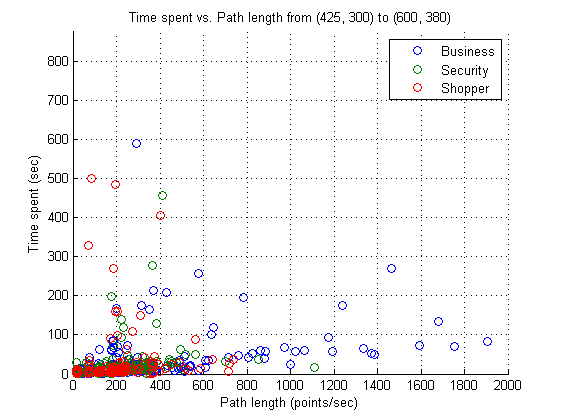 Time spent vs. Path length from (425, 300) to (600, 380)
Business
Security
Shopper
800
700
600
500
400
300
200
100
0
Time spent (sec)
0 200 400 600 800 1000 1200 1400 1600 1800 2000
Path length (points/sec)